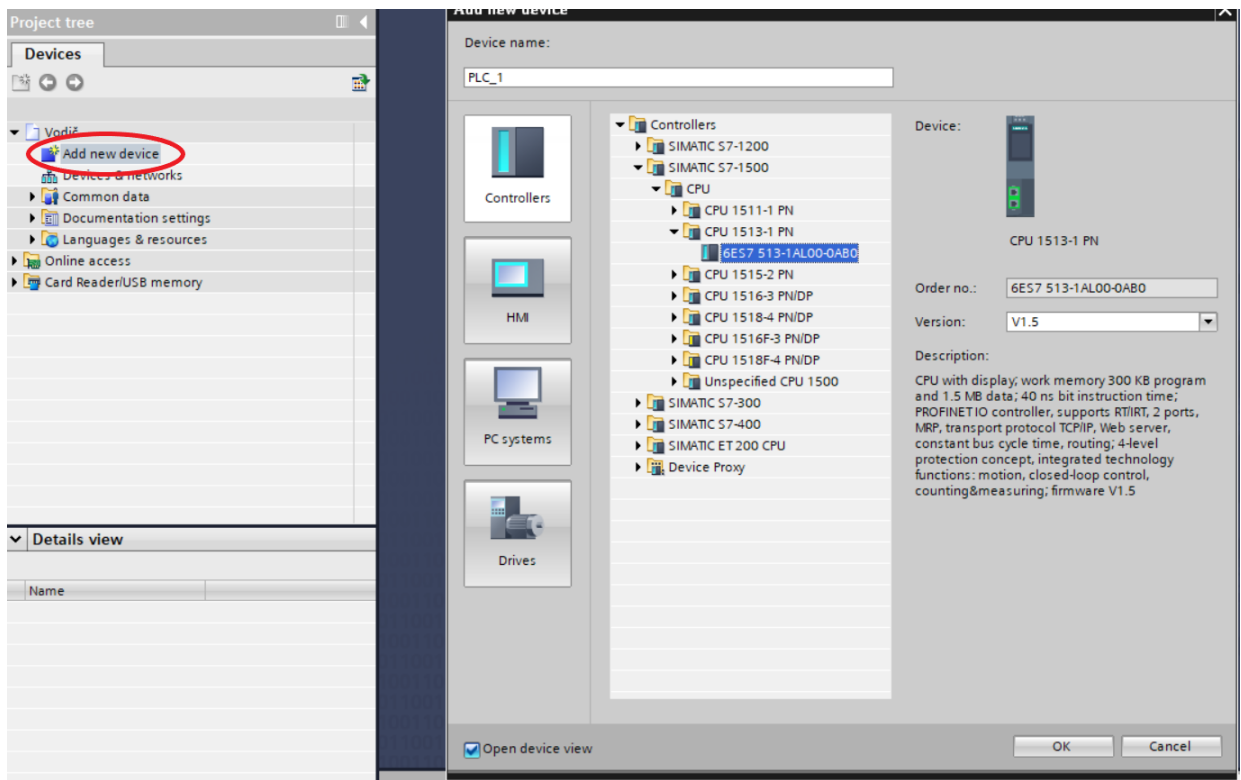 Project tree
Devices
Vodič
Add new device
Devices & networks
Common data
Documentation settings
Languages & resources
Online access
Card Reader/USB memory
Details view
Name
Add new device
Device name:
PLC_1
Controllers
HMI
PC systems
Drives
Controllers
SIMATIC S7-1200
SIMATIC S7-1500
CPU
CPU 1511-1 PN
CPU 1513-1 PN
6ES7 513-1AL00-0AB0
CPU 1515-2 PN
CPU 1516-3 PN/DP
CPU 1518-4 PN/DP
CPU 1516F-3 PN/DP
CPU 1518F-4 PN/DP
Unspecified CPU 1500
SIMATIC S7-300
SIMATIC S7-400
SIMATIC ET 200 CPU
Device Proxy
Device:
CPU 1513-1 PN
Order no.: 6ES7 513-1AL00-0AB0
Version: V1.5
Description:
CPU with display; work memory 300 KB program
and 1.5 MB data; 40 ns bit instruction time;
PROFINET IO controller, supports RT/IRT, 2 ports,
MRP, transport protocol TCP/IP, Web server,
constant bus cycle time, routing; 4-level
protection concept, integrated technology
functions: motion, closed-loop control,
counting&measuring; firmware V1.5
Open device view
OK
Cancel